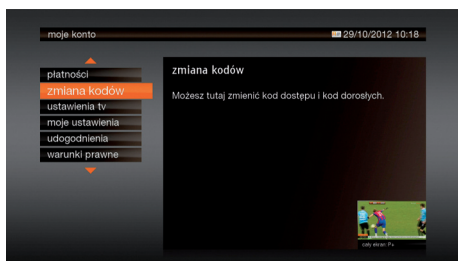 moje konto
29/10/2012 10:18
płatności
zmiana kodów
ustawienia tv
moje ustawienia
udogodnienia
warunki prawne
zmiana kodów
Możesz tutaj zmienić kod dostępu i kod dorosłych.
cały ekran: P+